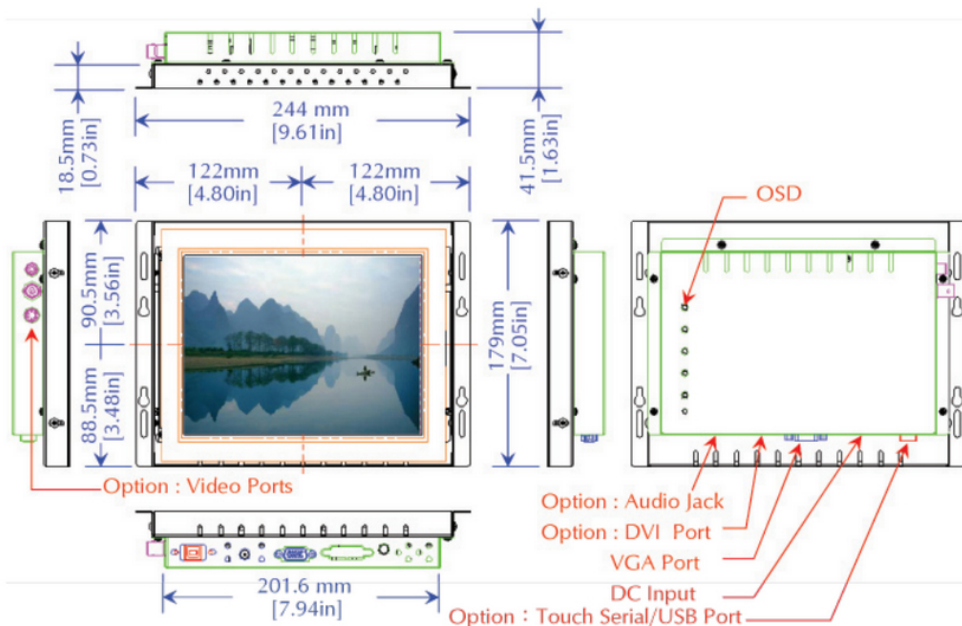 244 mm
[9.61in]
18.5mm
[0.73in]
41.5mm
[1.63in]
122mm
[4.80in]
122mm
[4.80in]
OSD
90.5mm
[3.56in]
88.5mm
[3.48in]
179mm
[7.05in]
Option : Video Ports
Option : Audio Jack
Option : DVI Port
VGA Port
DC Input
Option : Touch Serial/USB Port
201.6 mm
[7.94in]